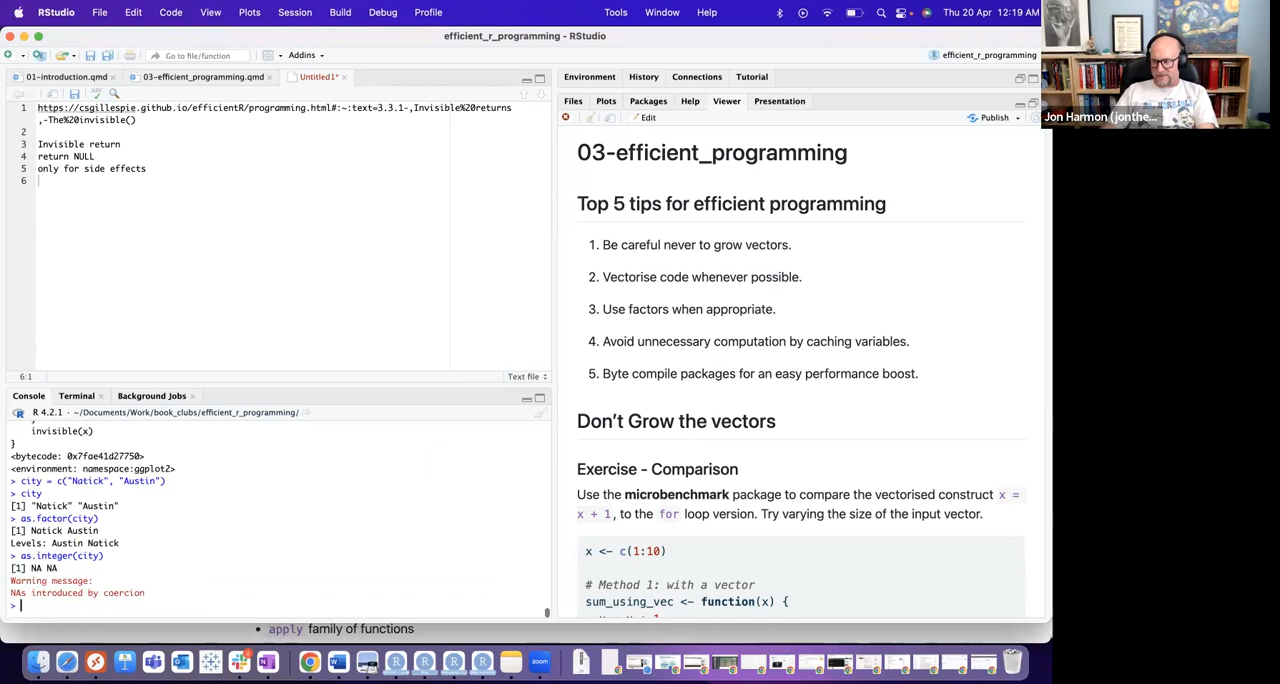 RStudio File Edit Code View Plots Session Build Debug Profile Tools Window Help Thu 20 Apr 12:19 AM
efficient_r_programming - RStudio
Go to file/function Addins efficient_r_programming
01-introduction.qmd 03-efficient_programming.qmd Untitled1*
1 https://csgillespie.github.io/efficientR/programming.html#:~:text=3.3.1-,Invisible%20returns
,-The%20invisible()
2
3 Invisible return
4 return NULL
5 only for side effects
6
6:1 Text file
Console Terminal Background Jobs
R 4.2.1 · ~/Documents/Work/book_clubs/efficient_r_programming/
invisible(x)
}
<bytecode: 0x7fae41d27750>
<environment: namespace:ggplot2>
> city = c("Natick", "Austin")
> city
[1] "Natick" "Austin"
> as.factor(city)
[1] Natick Austin
Levels: Austin Natick
> as.integer(city)
[1] NA NA
Warning message:
NAs introduced by coercion
>
Environment History Connections Tutorial
Files Plots Packages Help Viewer Presentation
Edit Publish
03-efficient_programming
Top 5 tips for efficient programming
1. Be careful never to grow vectors.
2. Vectorise code whenever possible.
3. Use factors when appropriate.
4. Avoid unnecessary computation by caching variables.
5. Byte compile packages for an easy performance boost.
Don't Grow the vectors
Exercise - Comparison
Use the microbenchmark package to compare the vectorised construct x =
x + 1, to the for loop version. Try varying the size of the input vector.
x <- c(1:10)
# Method 1: with a vector
sum_using_vec <- function(x) {
• apply family of functions
Jon Harmon (jonthe...
zoom